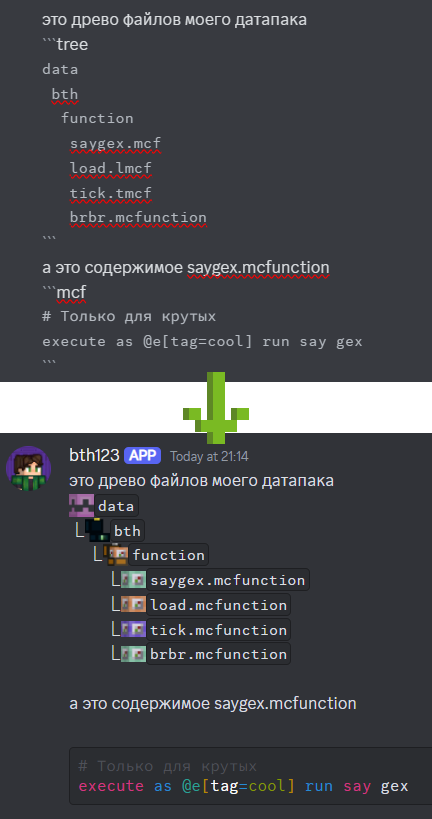 это древо файлов моего датапака
```tree
data
 bth
  function
   saygex.mcf
   load.lmcf
   tick.tmcf
   brbr.mcfunction
```
а это содержимое saygex.mcfunction
```mcf
# Только для крутых
execute as @e[tag=cool] run say gex
```
bth123 APP Today at 21:14
это древо файлов моего датапака
data
bth
function
saygex.mcfunction
load.mcfunction
tick.mcfunction
brbr.mcfunction
а это содержимое saygex.mcfunction
# Только для крутых
execute as @e[tag=cool] run say gex